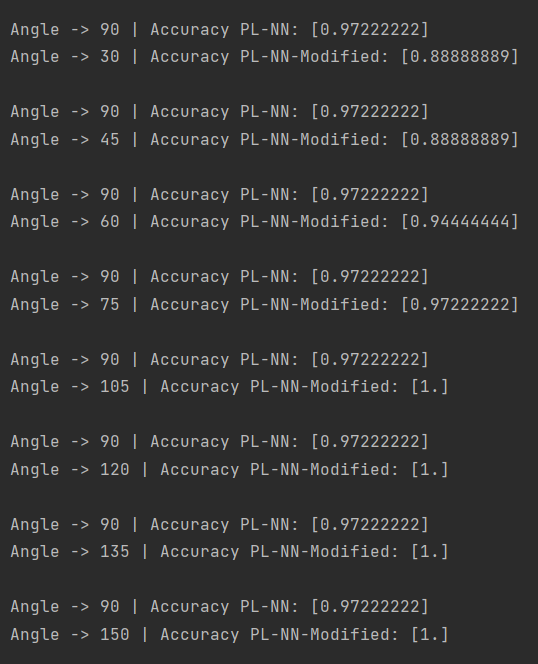 Angle -> 90 | Accuracy PL-NN: [0.97222222]
Angle -> 30 | Accuracy PL-NN-Modified: [0.88888889]
Angle -> 90 | Accuracy PL-NN: [0.97222222]
Angle -> 45 | Accuracy PL-NN-Modified: [0.88888889]
Angle -> 90 | Accuracy PL-NN: [0.97222222]
Angle -> 60 | Accuracy PL-NN-Modified: [0.94444444]
Angle -> 90 | Accuracy PL-NN: [0.97222222]
Angle -> 75 | Accuracy PL-NN-Modified: [0.97222222]
Angle -> 90 | Accuracy PL-NN: [0.97222222]
Angle -> 105 | Accuracy PL-NN-Modified: [1.]
Angle -> 90 | Accuracy PL-NN: [0.97222222]
Angle -> 120 | Accuracy PL-NN-Modified: [1.]
Angle -> 90 | Accuracy PL-NN: [0.97222222]
Angle -> 135 | Accuracy PL-NN-Modified: [1.]
Angle -> 90 | Accuracy PL-NN: [0.97222222]
Angle -> 150 | Accuracy PL-NN-Modified: [1.]